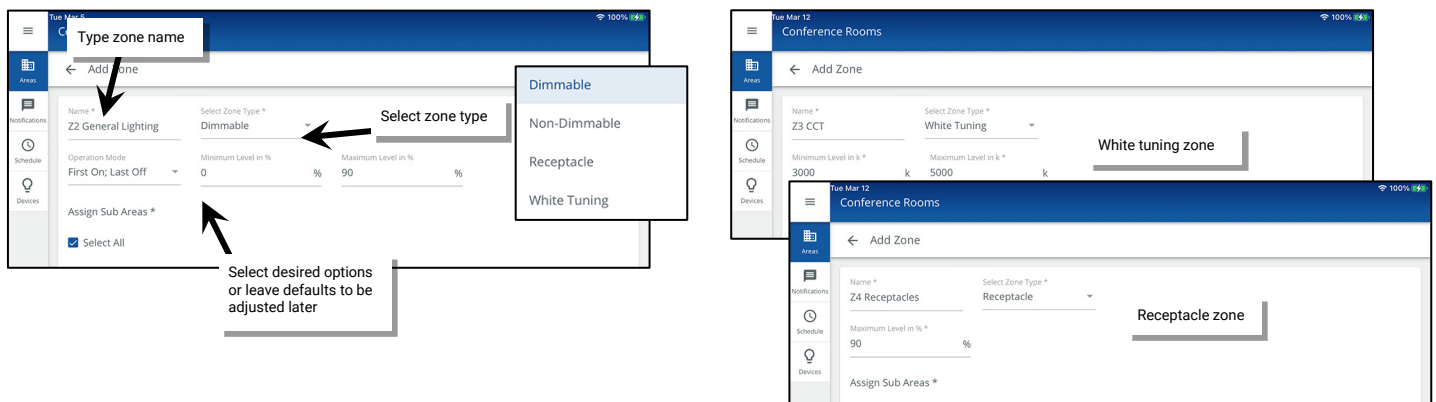 Tue Mar 5
100%
Type zone name
Areas
Add Zone
Notifications
Schedule
Devices
Name *
Z2 General Lighting
Select Zone Type *
Dimmable
Select zone type
Operation Mode
First On; Last Off
Minimum Level in %
0 %
Maximum Level in %
90 %
Assign Sub Areas *
Select All
Select desired options
or leave defaults to be
adjusted later
Dimmable
Non-Dimmable
Receptacle
White Tuning
Tue Mar 12
100%
Conference Rooms
Areas
Add Zone
Notifications
Schedule
Devices
Name *
Z3 CCT
Select Zone Type *
White Tuning
White tuning zone
Minimum Level in k *
3000 k
Maximum Level in k *
5000 k
Tue Mar 12
100%
Conference Rooms
Areas
Add Zone
Notifications
Schedule
Devices
Name *
Z4 Receptacles
Select Zone Type *
Receptacle
Receptacle zone
Maximum Level in % *
90 %
Assign Sub Areas *